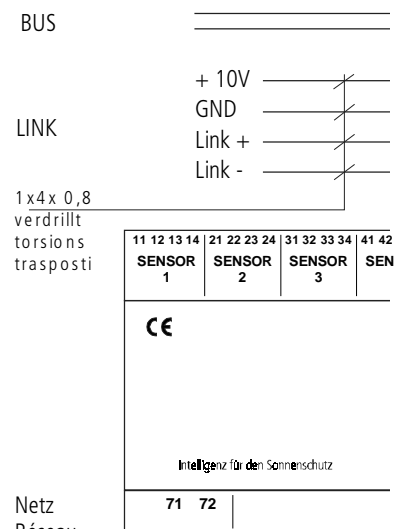 BUS
+ 10V
GND
LINK
Link +
Link -
1x4x 0,8
verdrillt
torsions
trasposti
11 12 13 14 21 22 23 24 31 32 33 34 41 42
SENSOR SENSOR SENSOR SEN
1 2 3
CE
Intelligenz für den Sonnenschutz
Netz
71 72